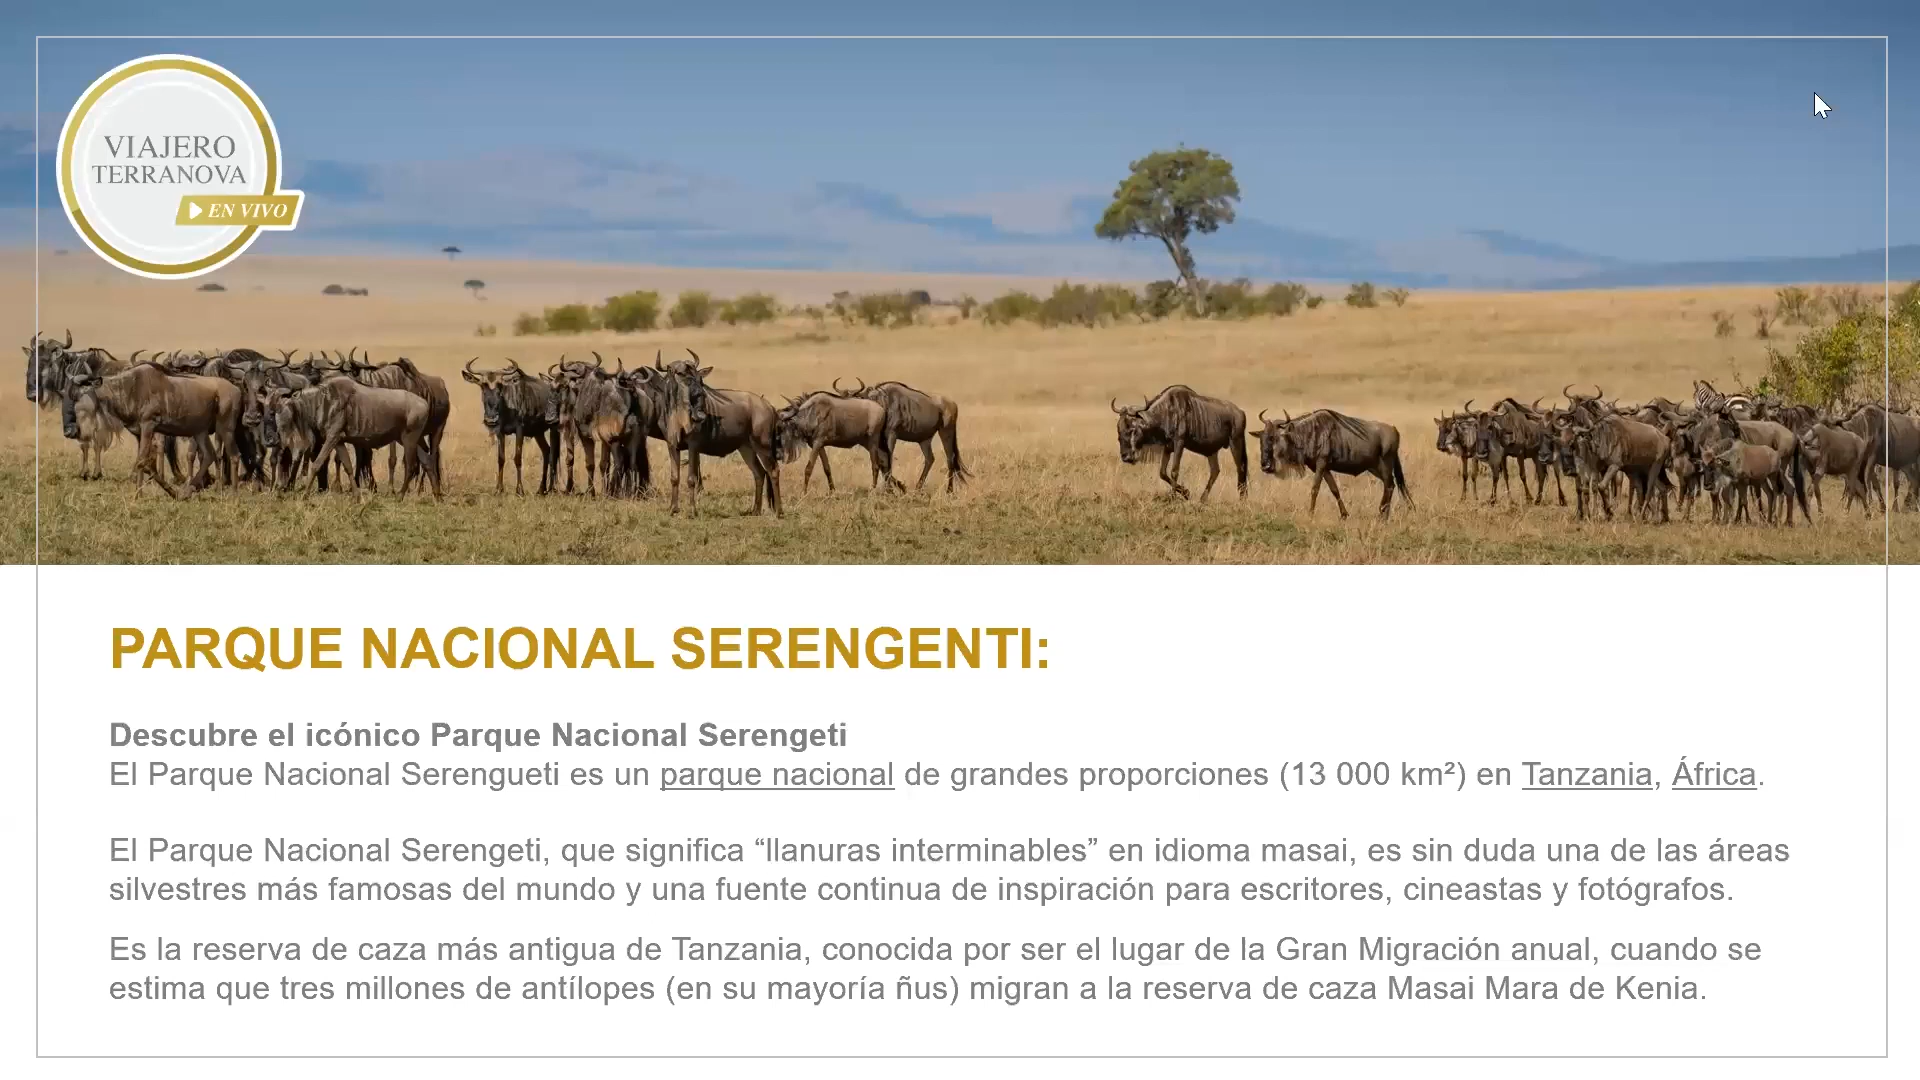 VIAJERO
TERRANOVA
EN VIVO
PARQUE NACIONAL SERENGENTI:
Descubre el icónico Parque Nacional Serengeti
El Parque Nacional Serengueti es un parque nacional de grandes proporciones (13 000 km²) en Tanzania, África.
El Parque Nacional Serengeti, que significa “llanuras interminables” en idioma masai, es sin duda una de las áreas
silvestres más famosas del mundo y una fuente continua de inspiración para escritores, cineastas y fotógrafos.
Es la reserva de caza más antigua de Tanzania, conocida por ser el lugar de la Gran Migración anual, cuando se
estima que tres millones de antílopes (en su mayoría ñus) migran a la reserva de caza Masai Mara de Kenia.